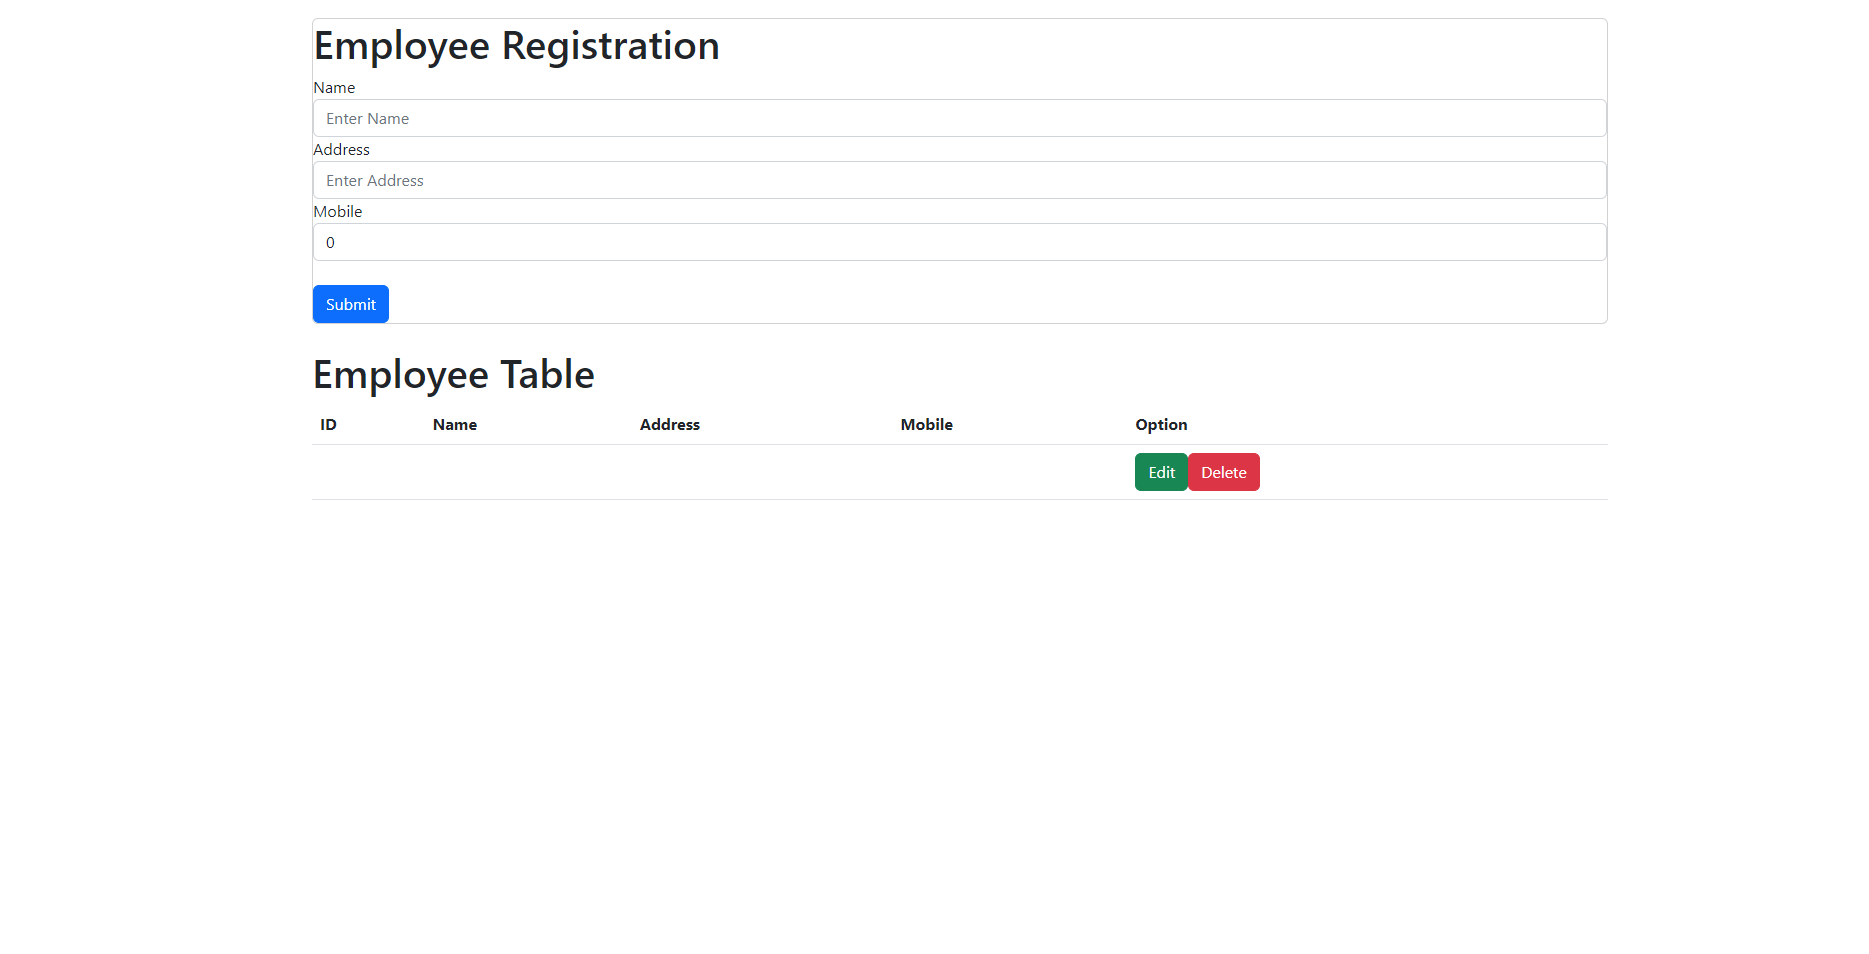 Employee Registration
Name
Enter Name
Address
Enter Address
Mobile
0
Submit
Employee Table
ID Name Address Mobile Option
Edit Delete